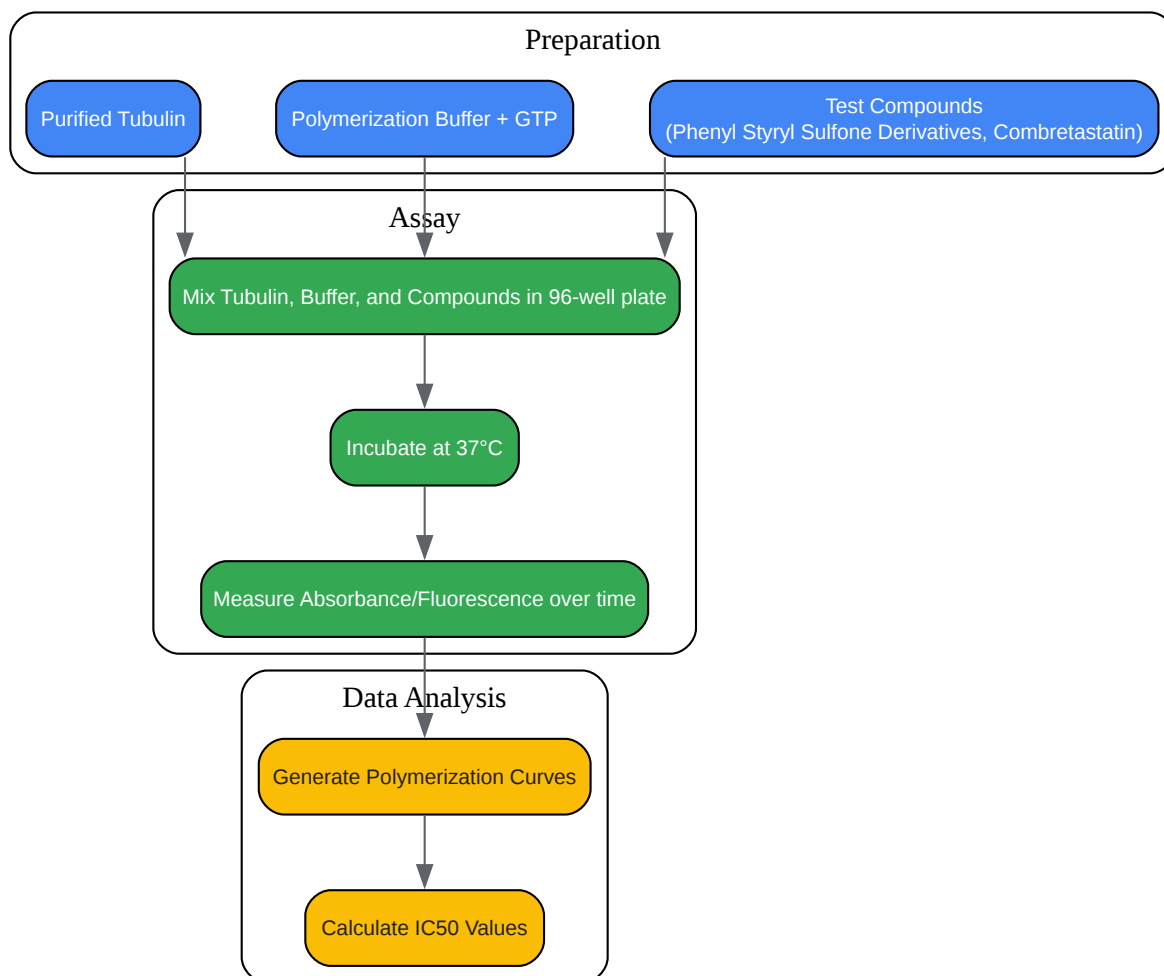 Preparation
Purified Tubulin
Polymerization Buffer + GTP
Test Compounds
(Phenyl Styryl Sulfone Derivatives, Combretastatin)
Assay
Mix Tubulin, Buffer, and Compounds in 96-well plate
Incubate at 37°C
Measure Absorbance/Fluorescence over time
Data Analysis
Generate Polymerization Curves
Calculate IC50 Values